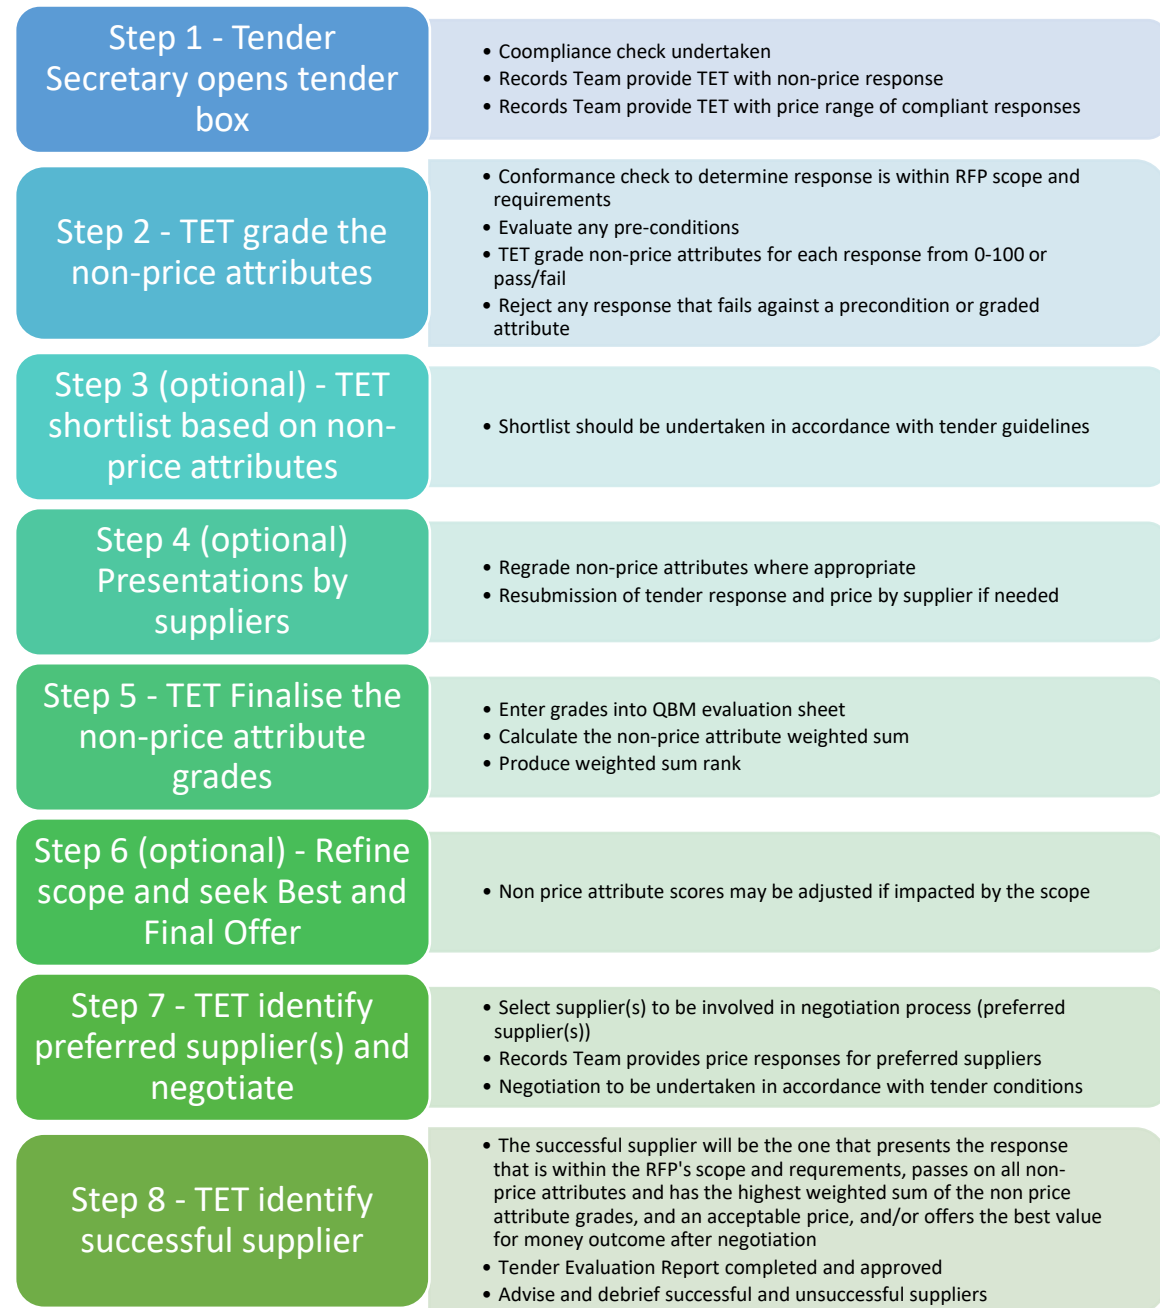 Step 1 - Tender
Secretary opens tender
box
• Coompliance check undertaken
• Records Team provide TET with non-price response
• Records Team provide TET with price range of compliant responses
Step 2 - TET grade the
non-price attributes
• Conformance check to determine response is within RFP scope and
requirements
• Evaluate any pre-conditions
• TET grade non-price attributes for each response from 0-100 or
pass/fail
• Reject any response that fails against a precondition or graded
attribute
Step 3 (optional) - TET
shortlist based on non-
price attributes
• Shortlist should be undertaken in accordance with tender guidelines
Step 4 (optional)
Presentations by
suppliers
• Regrade non-price attributes where appropriate
• Resubmission of tender response and price by supplier if needed
Step 5 - TET Finalise the
non-price attribute
grades
• Enter grades into QBM evaluation sheet
• Calculate the non-price attribute weighted sum
• Produce weighted sum rank
Step 6 (optional) - Refine
scope and seek Best and
Final Offer
• Non price attribute scores may be adjusted if impacted by the scope
Step 7 - TET identify
preferred supplier(s) and
negotiate
• Select supplier(s) to be involved in negotiation process (preferred
supplier(s))
• Records Team provides price responses for preferred suppliers
• Negotiation to be undertaken in accordance with tender conditions
Step 8 - TET identify
successful supplier
• The successful supplier will be the one that presents the response
that is within the RFP's scope and requrements, passes on all non-
price attributes and has the highest weighted sum of the non price
attribute grades, and an acceptable price, and/or offers the best value
for money outcome after negotiation
• Tender Evaluation Report completed and approved
• Advise and debrief successful and unsuccessful suppliers